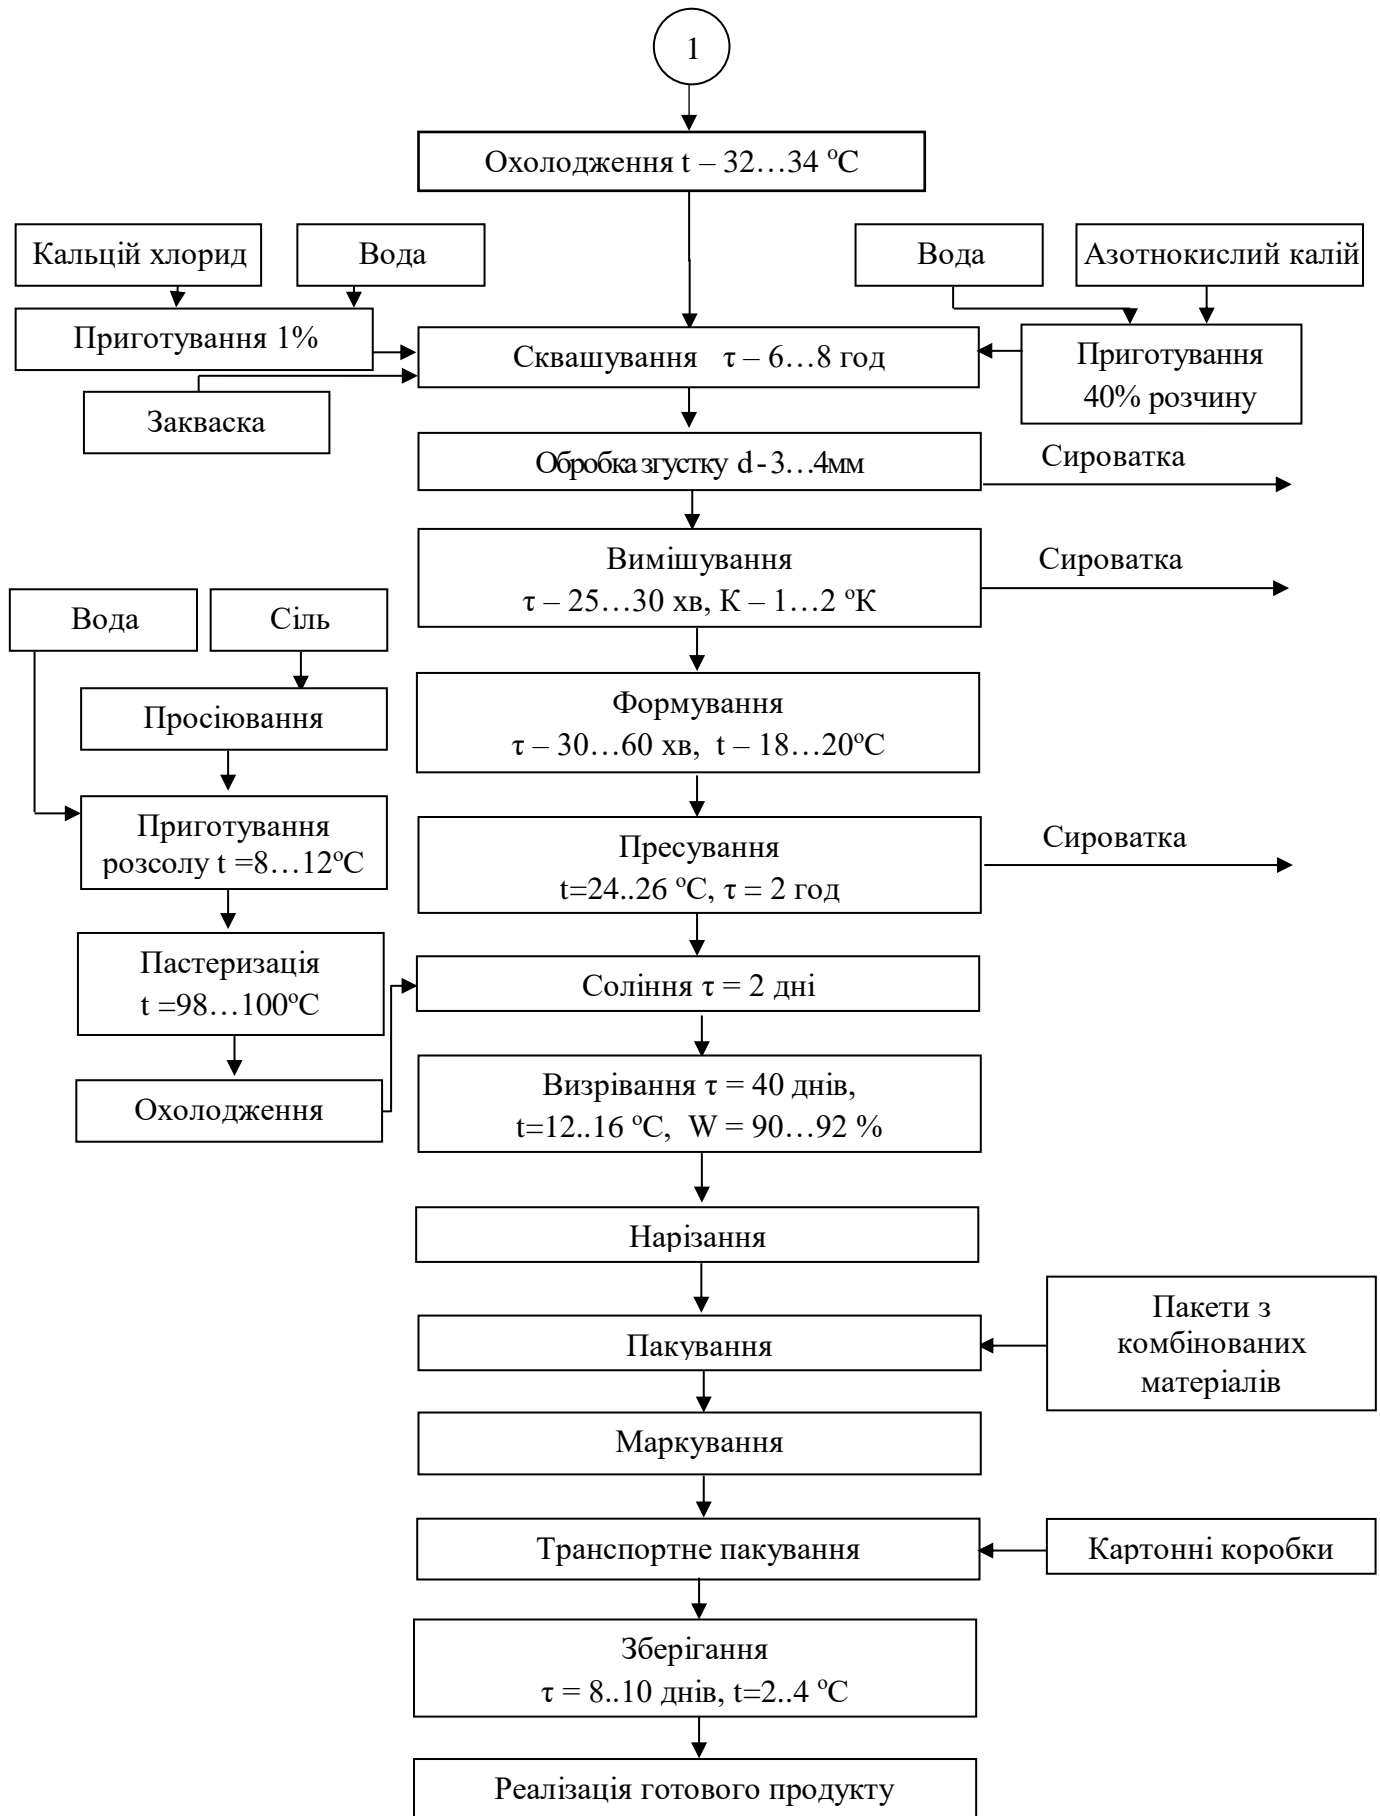 1
Охолодження t – 32…34 ºС
Кальцій хлорид
Вода
Вода
Азотнокислий калій
Приготування 1%
Сквашування τ – 6…8 год
Приготування
40% розчину
Закваска
Обробка згустку d - 3…4мм
Сироватка
Вимішування
τ – 25…30 хв, К – 1…2 ºК
Сироватка
Вода
Сіль
Просіювання
Формування
τ – 30…60 хв, t – 18…20ºС
Приготування
розсолу t =8…12ºС
Пресування
t=24..26 ºС, τ = 2 год
Сироватка
Пастеризація
t =98…100ºС
Соління τ = 2 дні
Охолодження
Визрівання τ = 40 днів,
t=12..16 ºС, W = 90…92 %
Нарізання
Пакування
Пакети з
комбінованих
матеріалів
Маркування
Транспортне пакування
Картонні коробки
Зберігання
τ = 8..10 днів, t=2..4 ºС
Реалізація готового продукту